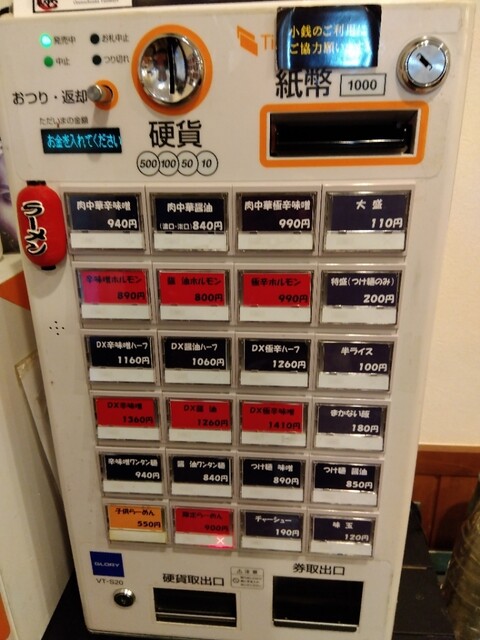 発売中
お札中止
中止
つり切れ
小銭のご利用に
ご協力願います
おつり・返却
ただいまの金額
お金を入れてください
硬貨
500 100 50 10
紙幣 1000
ラーメン
肉中華辛味噌 940円
肉中華醤油 (濃口・淡口) 840円
肉中華極辛味噌 990円
大盛 110円
辛味噌ホルモン 890円
醤油ホルモン 800円
極辛ホルモン 990円
特盛(つけ麺のみ) 200円
DX辛味噌ハーフ 1160円
DX醤油ハーフ 1060円
DX極辛ハーフ 1260円
半ライス 100円
DX辛味噌 1360円
DX醤油 1260円
DX極辛味噌 1410円
まかない飯 180円
辛味噌ワンタン麺 940円
醤油ワンタン麺 840円
つけ麺 味噌 890円
つけ麺 醤油 850円
子供らーめん 550円
900円
チャーシュー 190円
味玉 120円
GLORY
VT-S20
硬貨取出口
券取出口